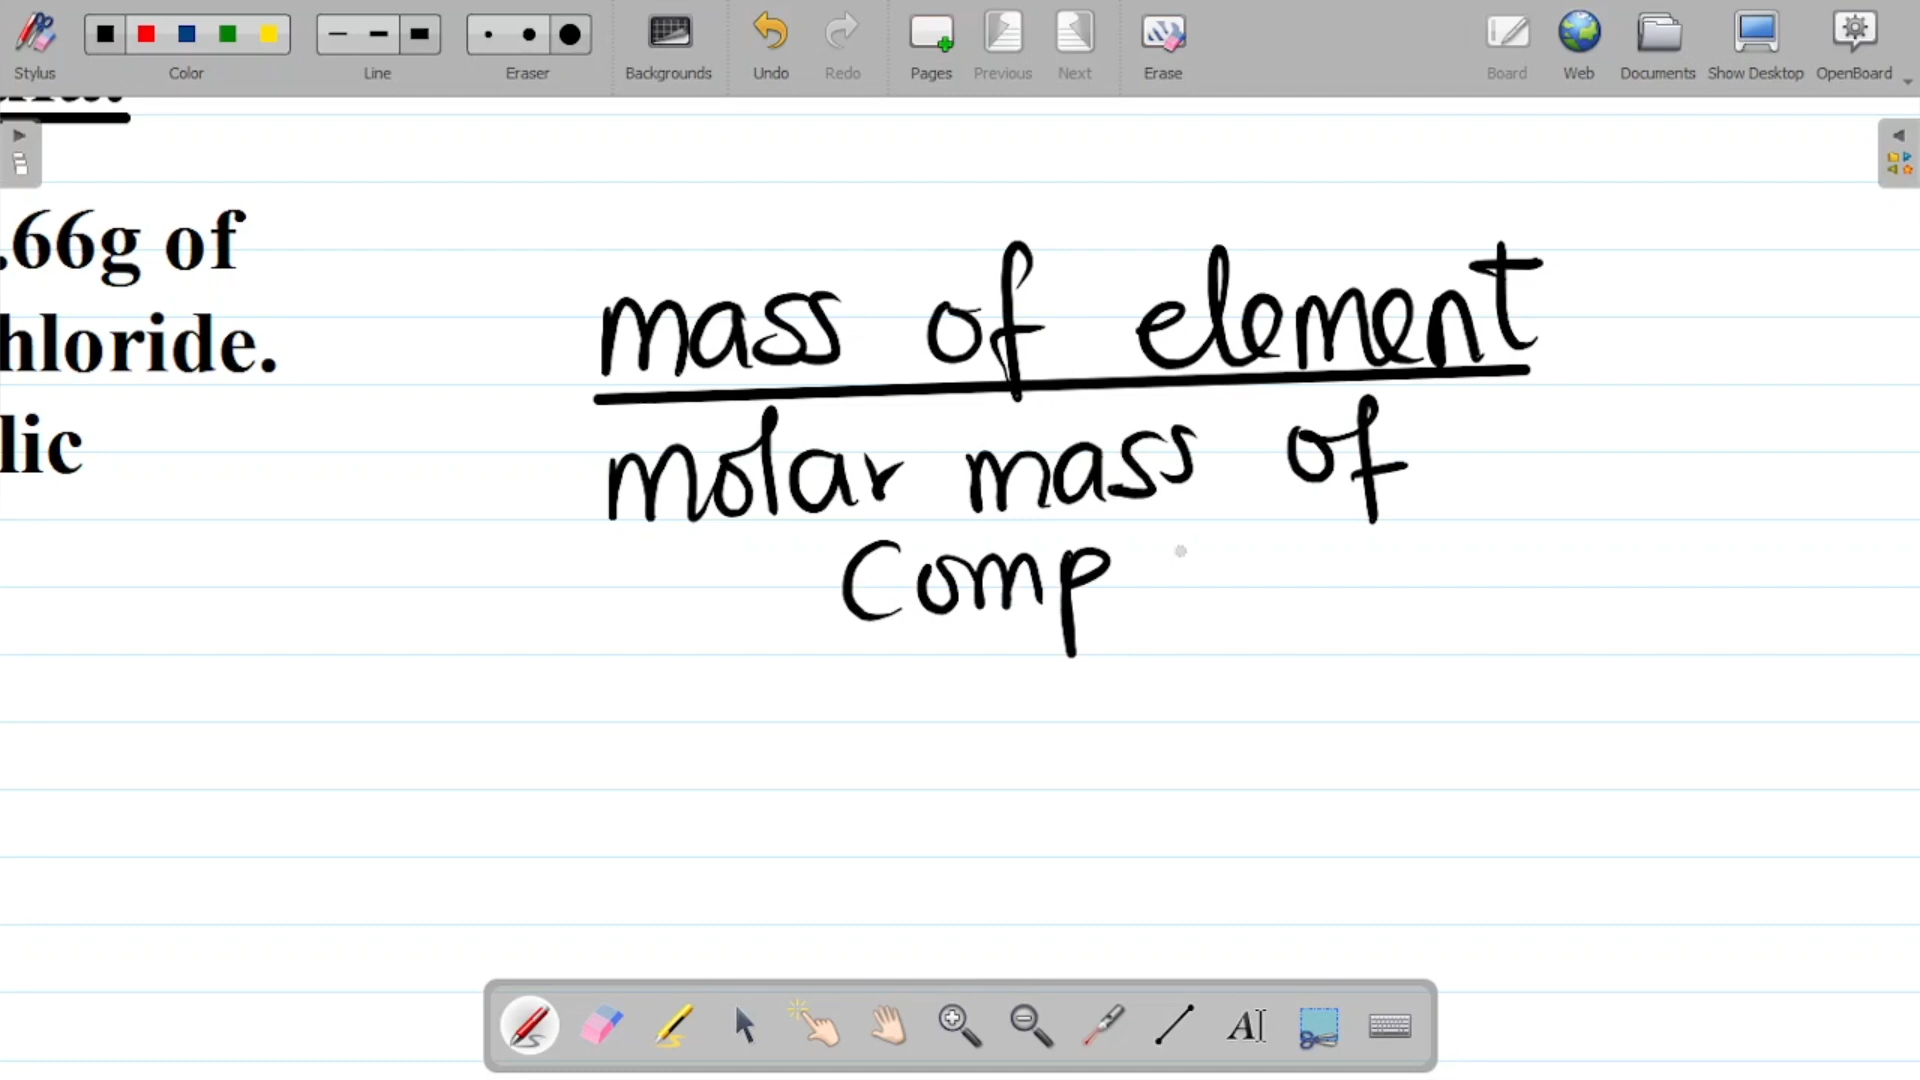 Stylus
Color
Line
Eraser
Backgrounds
Undo
Redo
Pages
Previous
Next
Erase
Board
Web
Documents
Show Desktop
OpenBoard
.66g of
hloride.
lic
mass of element
molar mass of
Comp